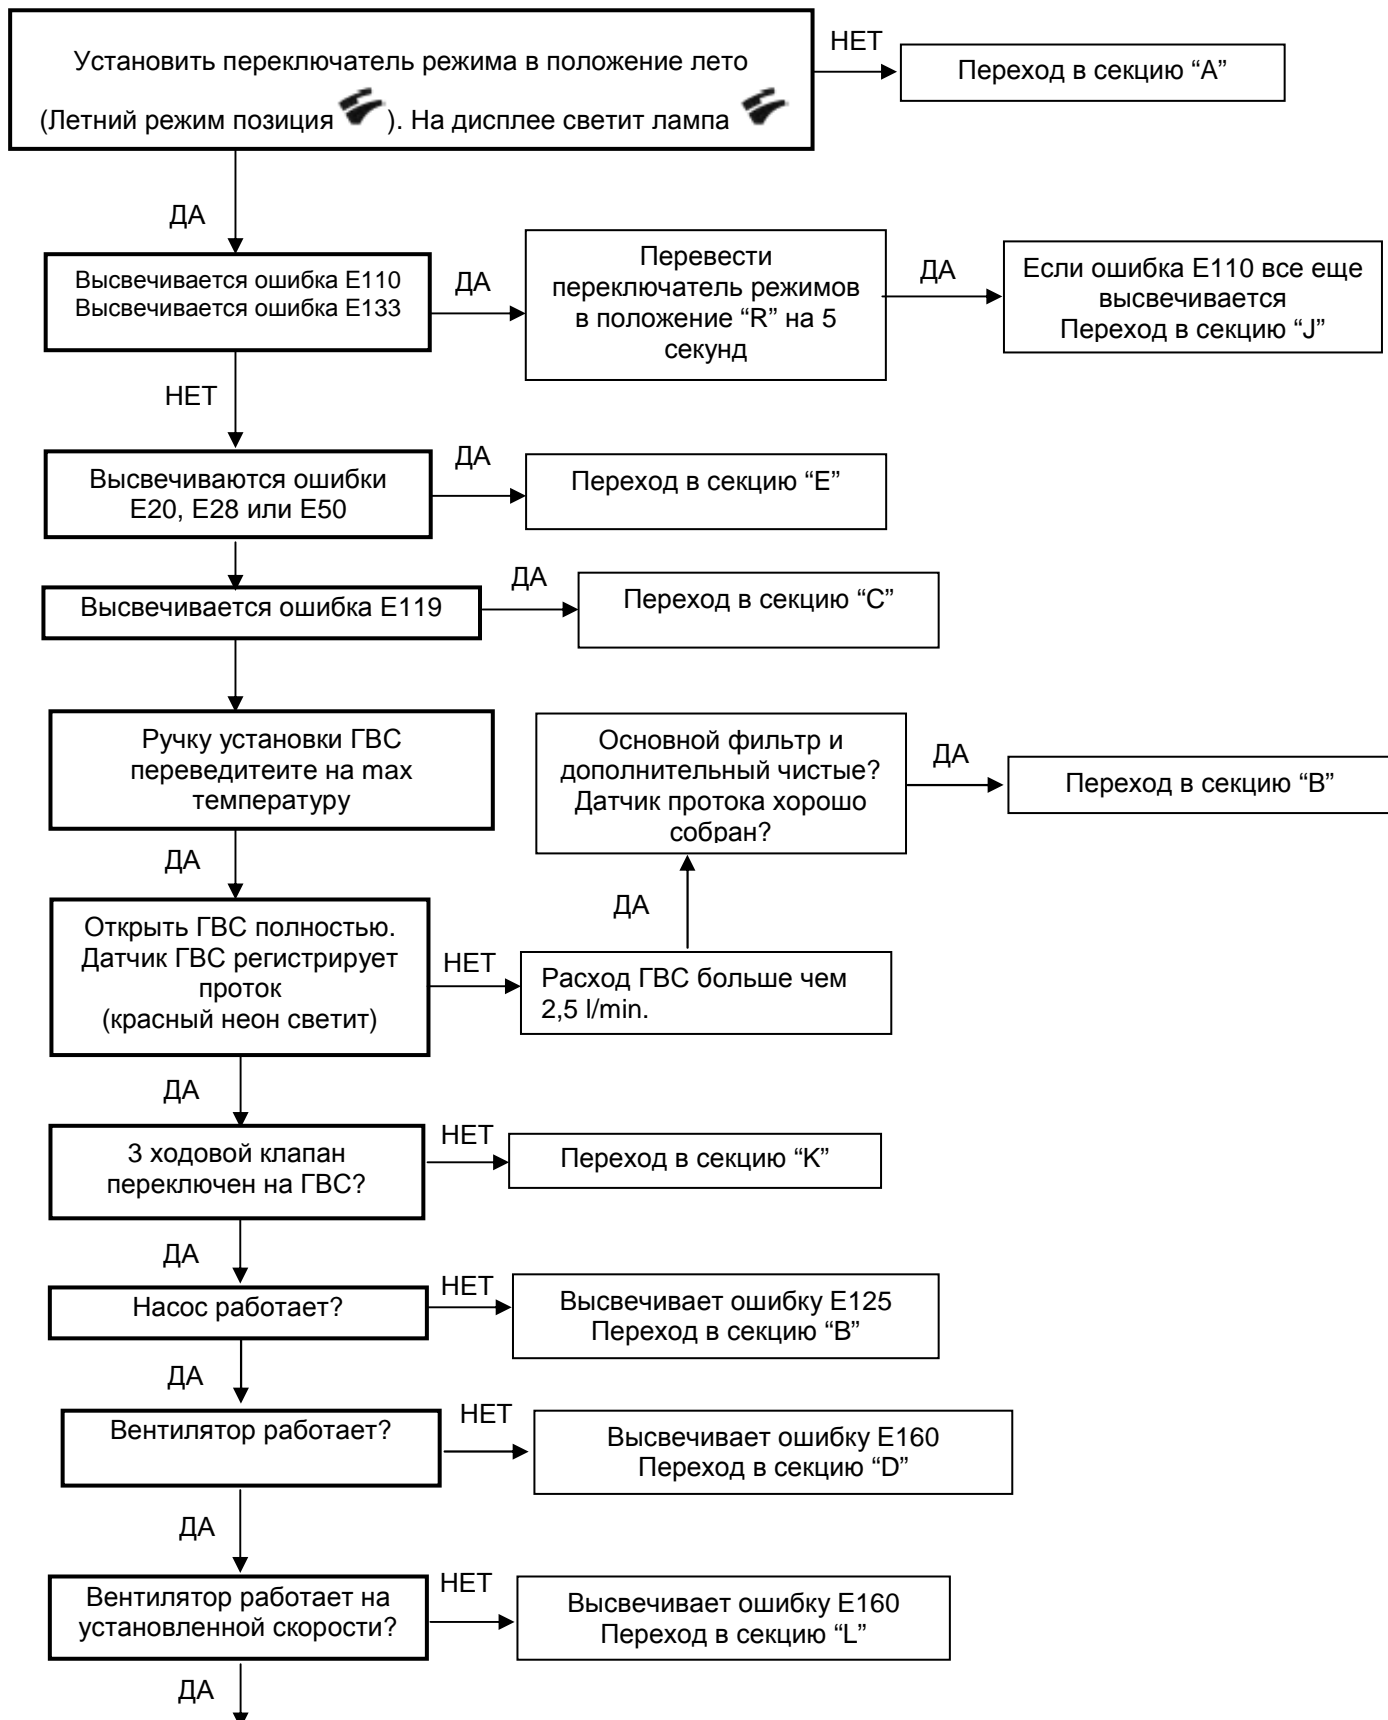 Установить переключатель режима в положение лето
(Летний режим позиция ). На дисплее светит лампа
НЕТ
Переход в секцию “A”
ДА
Высвечивается ошибка E110
Высвечивается ошибка E133
ДА
Перевести
переключатель режимов
в положение “R” на 5
секунд
ДА
Если ошибка E110 все еще
высвечивается
Переход в секцию “J”
НЕТ
Высвечиваются ошибки
E20, E28 или E50
ДА
Переход в секцию “E”
Высвечивается ошибка E119
ДА
Переход в секцию “C”
Ручку установки ГВС
переведитеите на max
температуру
Основной фильтр и
дополнительный чистые?
Датчик протока хорошо
собран?
ДА
Переход в секцию “B”
ДА
Открыть ГВС полностью.
Датчик ГВС регистрирует
проток
(красный неон светит)
НЕТ
ДА
Расход ГВС больше чем
2,5 l/min.
ДА
3 ходовой клапан
переключен на ГВС?
НЕТ
Переход в секцию “K”
ДА
Насос работает?
НЕТ
Высвечивает ошибку E125
Переход в секцию “B”
ДА
Вентилятор работает?
НЕТ
Высвечивает ошибку E160
Переход в секцию “D”
ДА
Вентилятор работает на
установленной скорости?
НЕТ
Высвечивает ошибку E160
Переход в секцию “L”
ДА